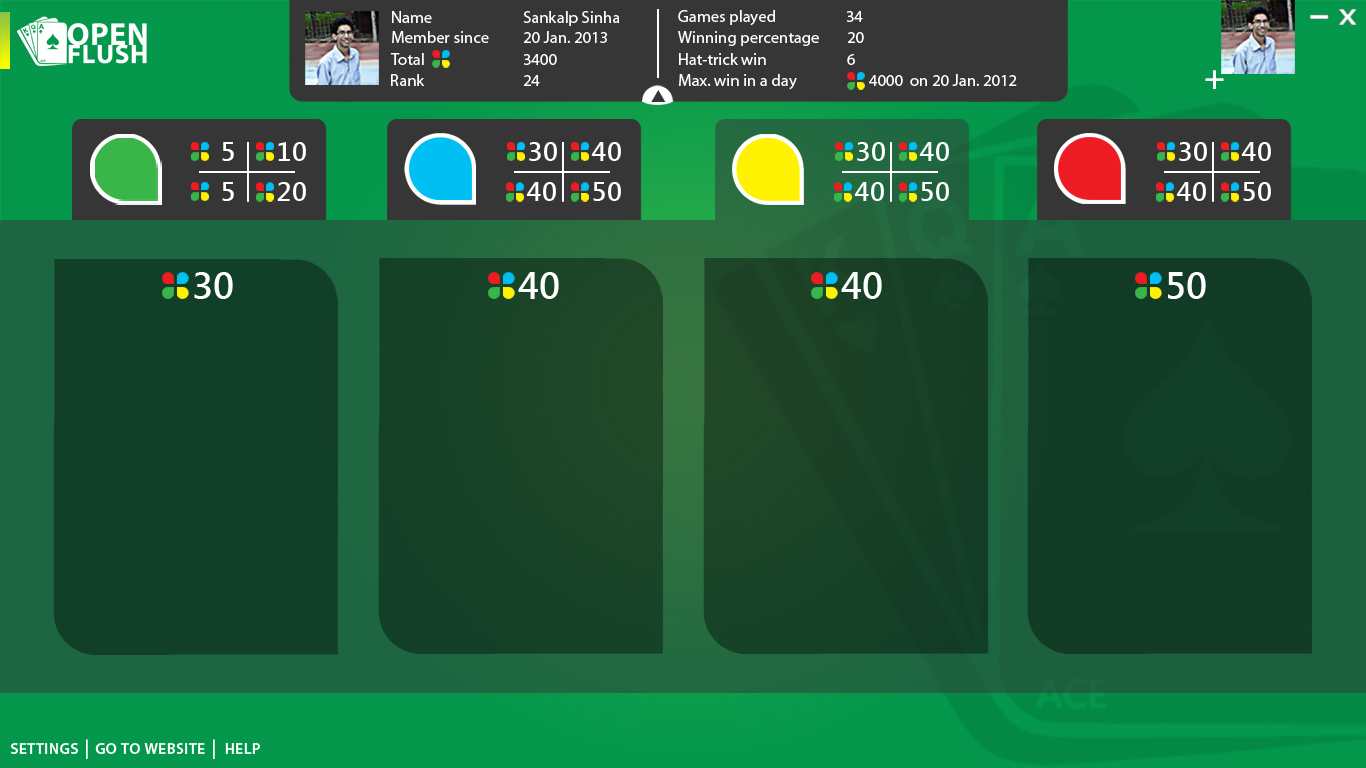 OPEN
FLUSH
Name Sankalp Sinha
Member since 20 Jan. 2013
Total 3400
Rank 24
Games played 34
Winning percentage 20
Hat-trick win 6
Max. win in a day 4000 on 20 Jan. 2012
+
– X
5 10
5 20
30 40
40 50
30 40
40 50
30 40
40 50
Q A
30 40 40 50
ACE
SETTINGS | GO TO WEBSITE | HELP